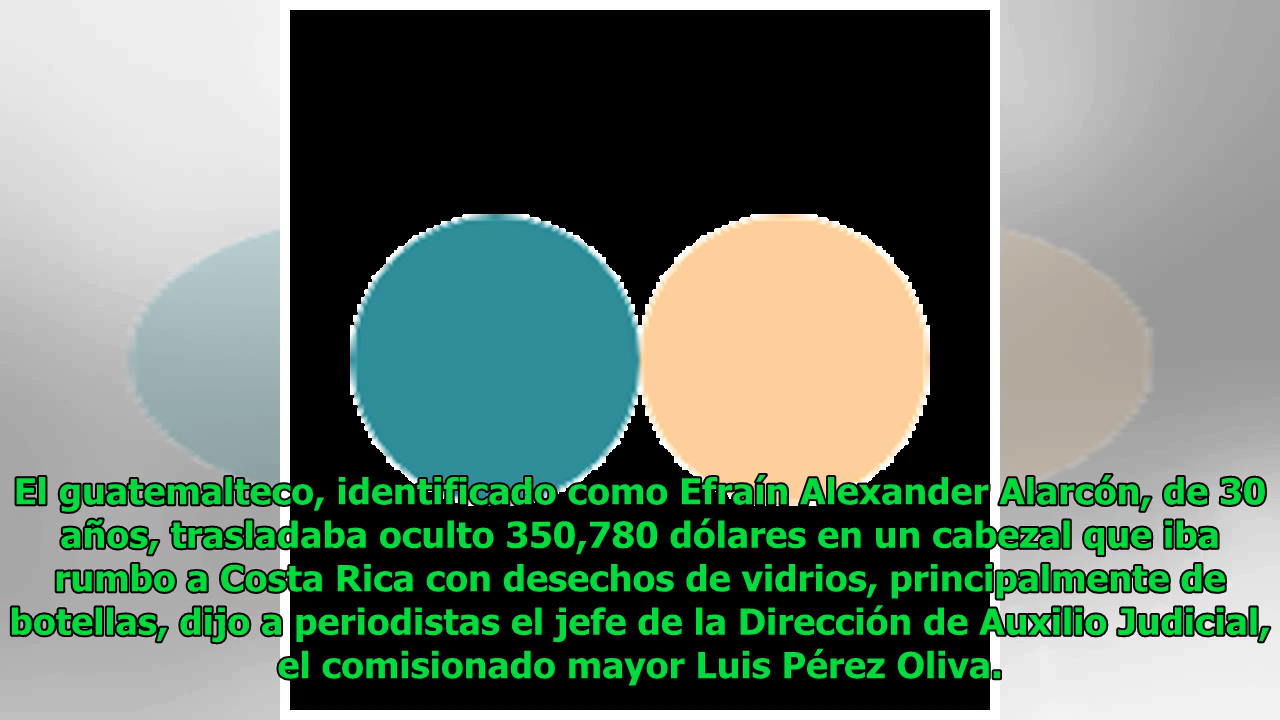 El guatemalteco, identificado como Efraín Alexander Alarcón, de 30
años, trasladaba oculto 350,780 dólares en un cabezal que iba
rumbo a Costa Rica con desechos de vidrios, principalmente de
botellas, dijo a periodistas el jefe de la Dirección de Auxilio Judicial,
el comisionado mayor Luis Pérez Oliva.